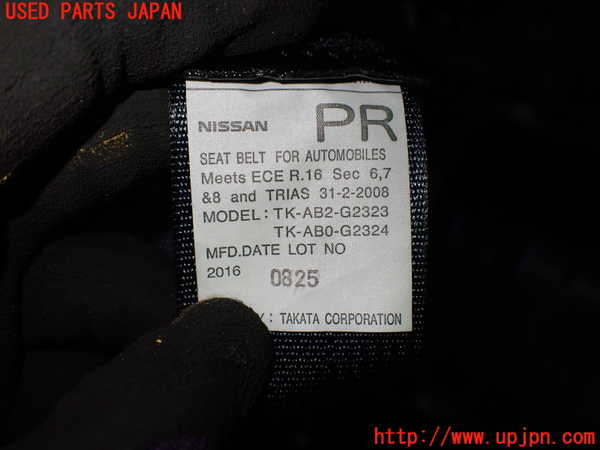 USED PARTS JAPAN
NISSAN PR
SEAT BELT FOR AUTOMOBILES
Meets ECE R.16 Sec 6,7
&8 and TRIAS 31-2-2008
MODEL: TK-AB2-G2323
TK-AB0-G2324
MFD.DATE LOT NO
2016 0825
: TAKATA CORPORATION
http://www.upjpn.com/